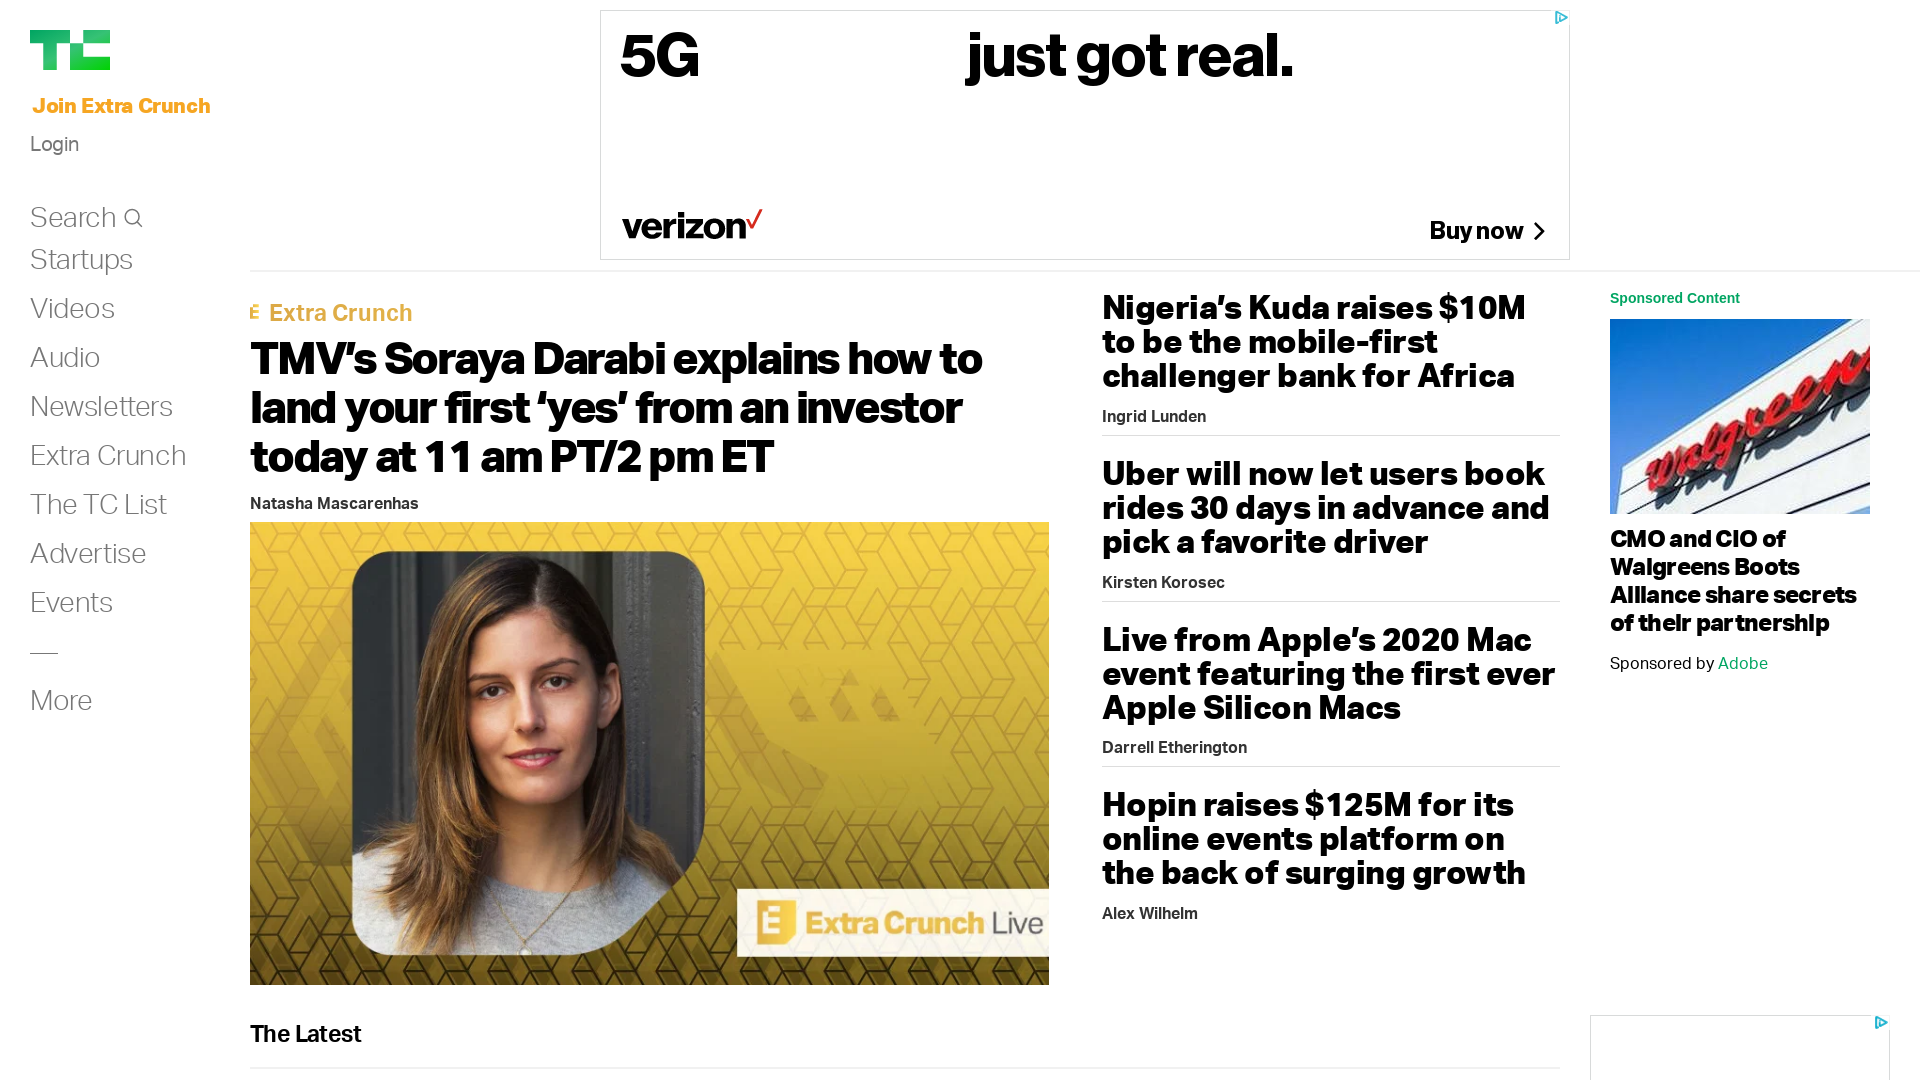 TC
Join Extra Crunch
Login
Search
Startups
Videos
Audio
Newsletters
Extra Crunch
The TC List
Advertise
Events
More
5G just got real.
verizon
Buy now
Extra Crunch
TMV’s Soraya Darabi explains how to
land your first ‘yes’ from an investor
today at 11 am PT/2 pm ET
Natasha Mascarenhas
Extra Crunch Live
Nigeria’s Kuda raises $10M
to be the mobile-first
challenger bank for Africa
Ingrid Lunden
Uber will now let users book
rides 30 days in advance and
pick a favorite driver
Kirsten Korosec
Live from Apple’s 2020 Mac
event featuring the first ever
Apple Silicon Macs
Darrell Etherington
Hopin raises $125M for its
online events platform on
the back of surging growth
Alex Wilhelm
Sponsored Content
Walgreens
CMO and CIO of
Walgreens Boots
Alliance share secrets
of their partnership
Sponsored by Adobe
The Latest